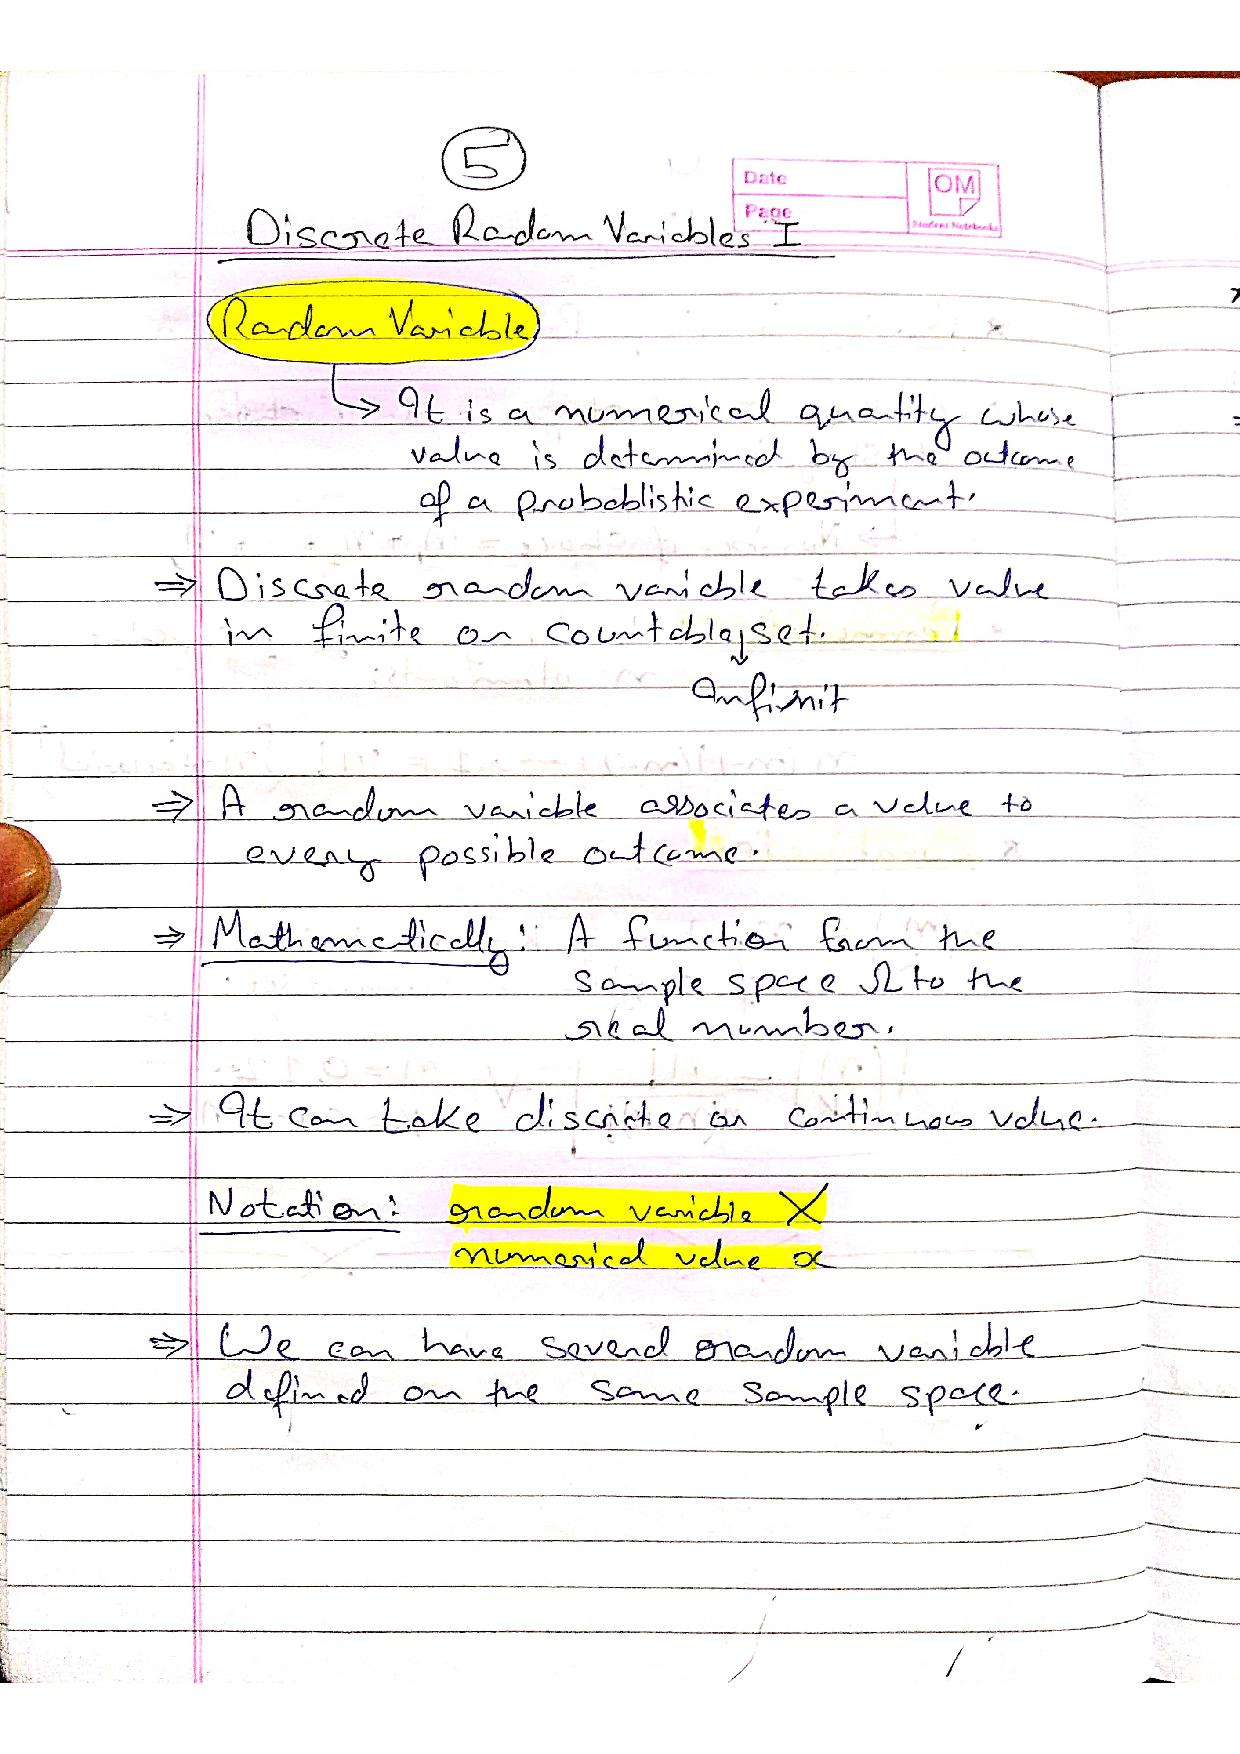 5
Date
OM
Page
Student Notebooks
Discrete Random Variables I
Random Variable
→ It is a numerical quantity whose
value is determined by the outcome
of a probablistic experiment.
⇒ Discrete random variable takes value
in finite or countable set.
↓
Infinit
⇒ A random variable associates a value to
every possible outcome.
⇒ Mathematically: A function from the
sample space Ω to the
real number.
⇒ It can take discrete or continuous value.
Notation: random variable X
numerical value x
⇒ We can have several random variable
defined on the same sample space.